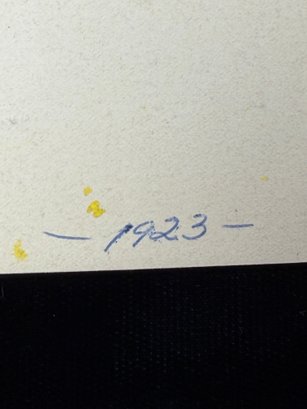 — 1923 —